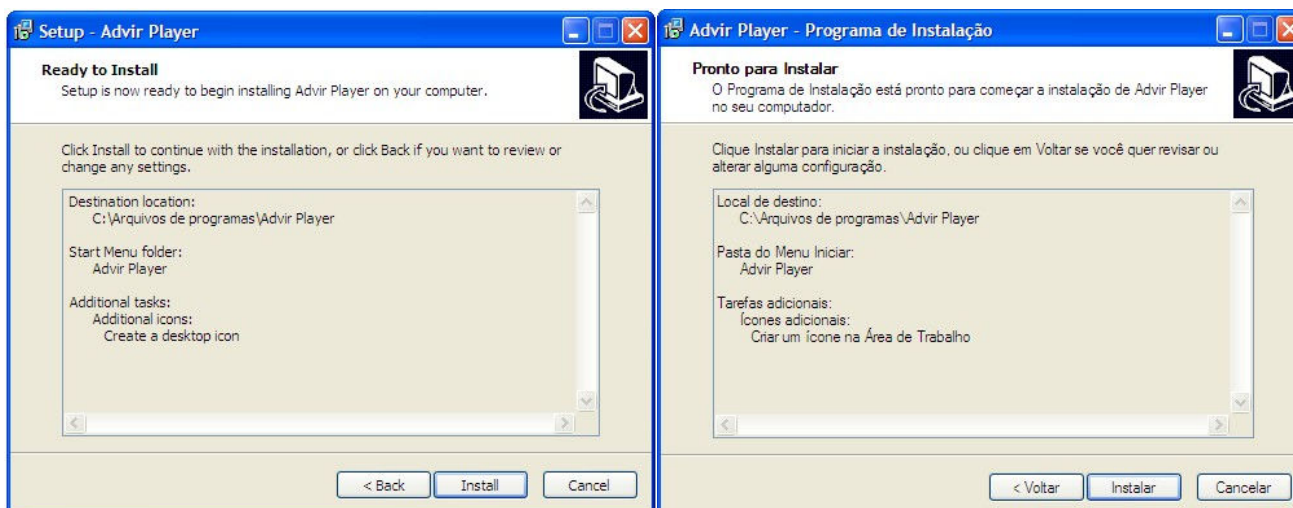 Setup - Advir Player
Ready to Install
Setup is now ready to begin installing Advir Player on your computer.
Click Install to continue with the installation, or click Back if you want to review or
change any settings.
Destination location:
C:\Arquivos de programas\Advir Player
Start Menu folder:
Advir Player
Additional tasks:
Additional icons:
Create a desktop icon
< Back
Install
Cancel
Advir Player - Programa de Instalação
Pronto para Instalar
O Programa de Instalação está pronto para começar a instalação de Advir Player
no seu computador.
Clique Instalar para iniciar a instalação, ou clique em Voltar se você quer revisar ou
alterar alguma configuração.
Local de destino:
C:\Arquivos de programas\Advir Player
Pasta do Menu Iniciar:
Advir Player
Tarefas adicionais:
Ícones adicionais:
Criar um ícone na Área de Trabalho
< Voltar
Instalar
Cancelar